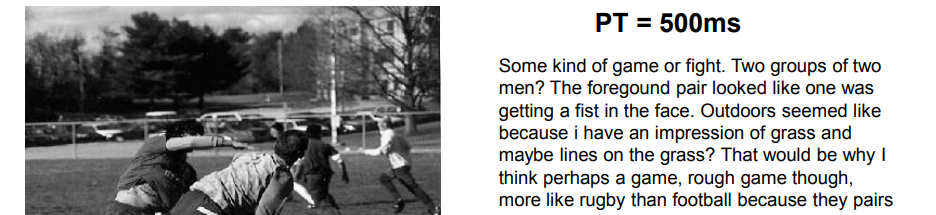 PT = 500ms
Some kind of game or fight. Two groups of two
men? The foregound pair looked like one was
getting a fist in the face. Outdoors seemed like
because i have an impression of grass and
maybe lines on the grass? That would be why I
think perhaps a game, rough game though,
more like rugby than football because they pairs